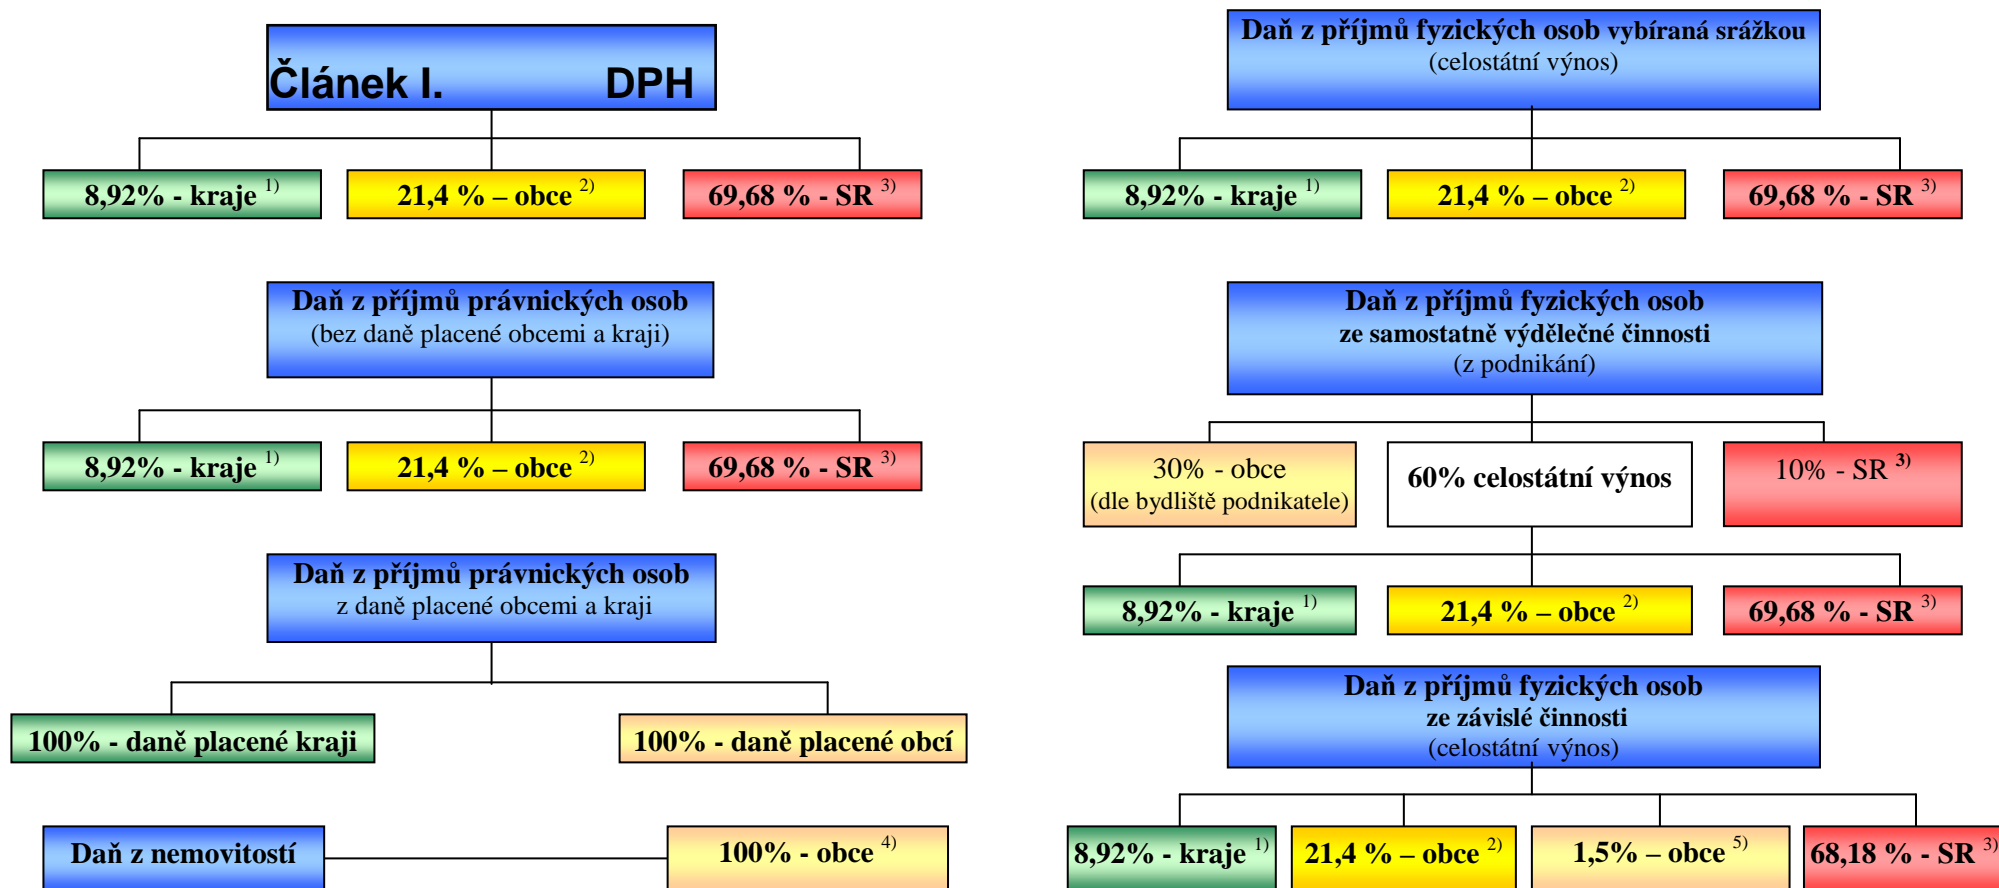 Článek I. DPH
8,92% - kraje 1)
21,4 % – obce 2)
69,68 % - SR 3)
Daň z příjmů právnických osob
(bez daně placené obcemi a kraji)
8,92% - kraje 1)
21,4 % – obce 2)
69,68 % - SR 3)
Daň z příjmů právnických osob
z daně placené obcemi a kraji
100% - daně placené kraji
100% - daně placené obcí
Daň z nemovitostí
100% - obce 4)
Daň z příjmů fyzických osob vybíraná srážkou
(celostátní výnos)
8,92% - kraje 1)
21,4 % – obce 2)
69,68 % - SR 3)
Daň z příjmů fyzických osob
ze samostatně výdělečné činnosti
(z podnikání)
30% - obce
(dle bydliště podnikatele)
60% celostátní výnos
10% - SR 3)
8,92% - kraje 1)
21,4 % – obce 2)
69,68 % - SR 3)
Daň z příjmů fyzických osob
ze závislé činnosti
(celostátní výnos)
8,92% - kraje 1)
21,4 % – obce 2)
1,5% – obce 5)
68,18 % - SR 3)